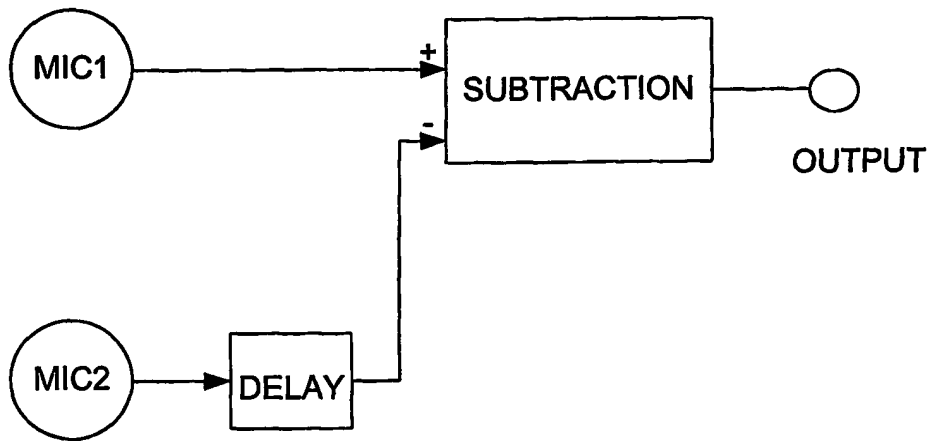 MIC1
+
SUBTRACTION
-
OUTPUT
MIC2
DELAY